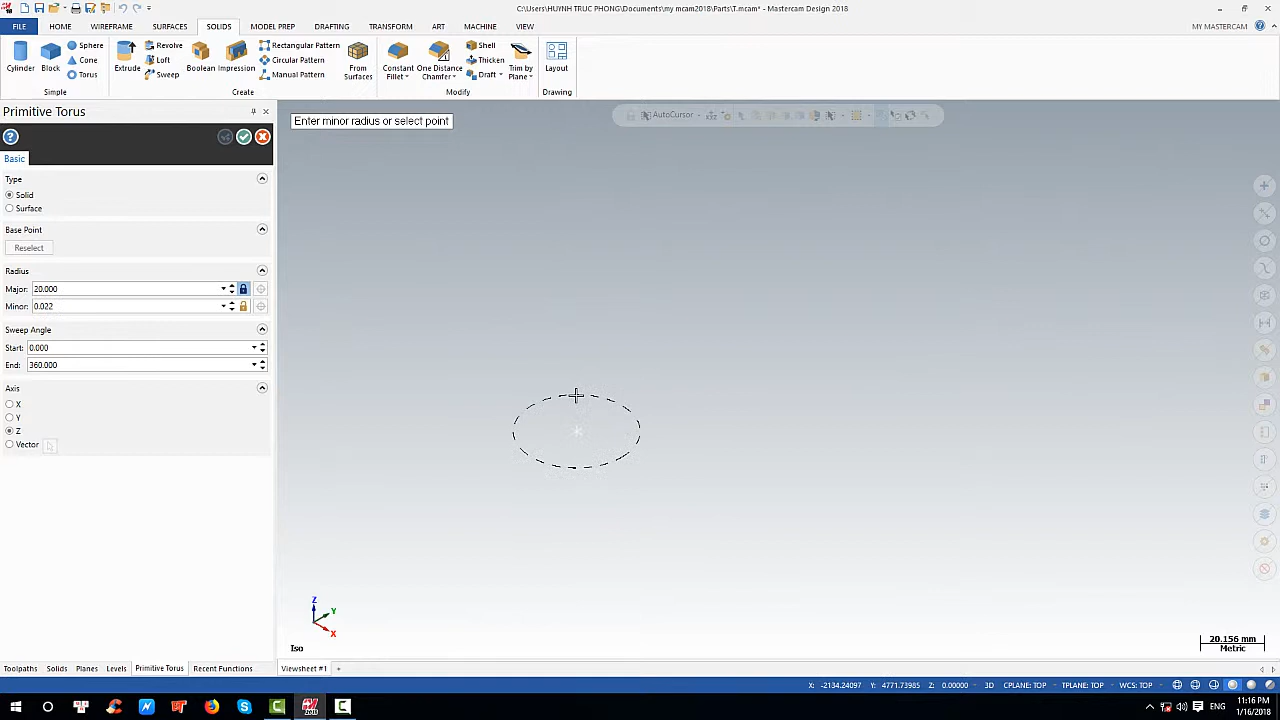 C:\Users\HUYNH TRUC PHONG\Documents\my mcam2018\Parts\T.mcam* - Mastercam Design 2018
FILE HOME WIREFRAME SURFACES SOLIDS MODEL PREP DRAFTING TRANSFORM ART MACHINE VIEW MY MASTERCAM
Sphere Revolve Rectangular Pattern Shell
Cone Loft Circular Pattern Thicken
Cylinder Block Torus Extrude Sweep Boolean Impression Manual Pattern From Surfaces Constant Fillet One Distance Chamfer Draft Trim by Plane Layout
Simple Create Modify Drawing
Primitive Torus
AutoCursor
Enter minor radius or select point
Basic
Type
Solid
Surface
Base Point
Reselect
Radius
Major: 20.000
Minor: 0.022
Sweep Angle
Start: 0.000
End: 360.000
Axis
X
Y
Z
Vector
Z
Y
X
Iso
20.156 mm
Metric
Toolpaths Solids Planes Levels Primitive Torus Recent Functions Viewsheet #1 +
X: -2134.24097 Y: 4771.73985 Z: 0.00000 3D CPLANE: TOP TPLANE: TOP WCS: TOP
ENG 11:16 PM
1/16/2018